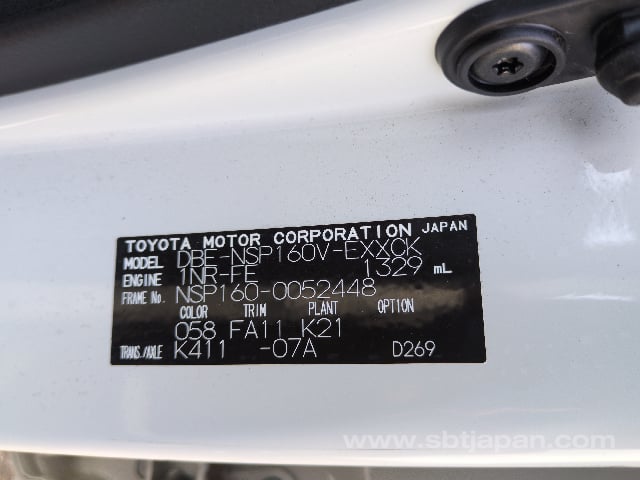 TOYOTA MOTOR CORPORATION JAPAN
MODEL DBE-NSP160V-EXXCK
ENGINE 1NR-FE 1329 mL
FRAME No. NSP160-0052448
COLOR TRIM PLANT OPTION
058 FA11 K21
TRANS./AXLE K411 -07A D269
www.sbtjapan.com